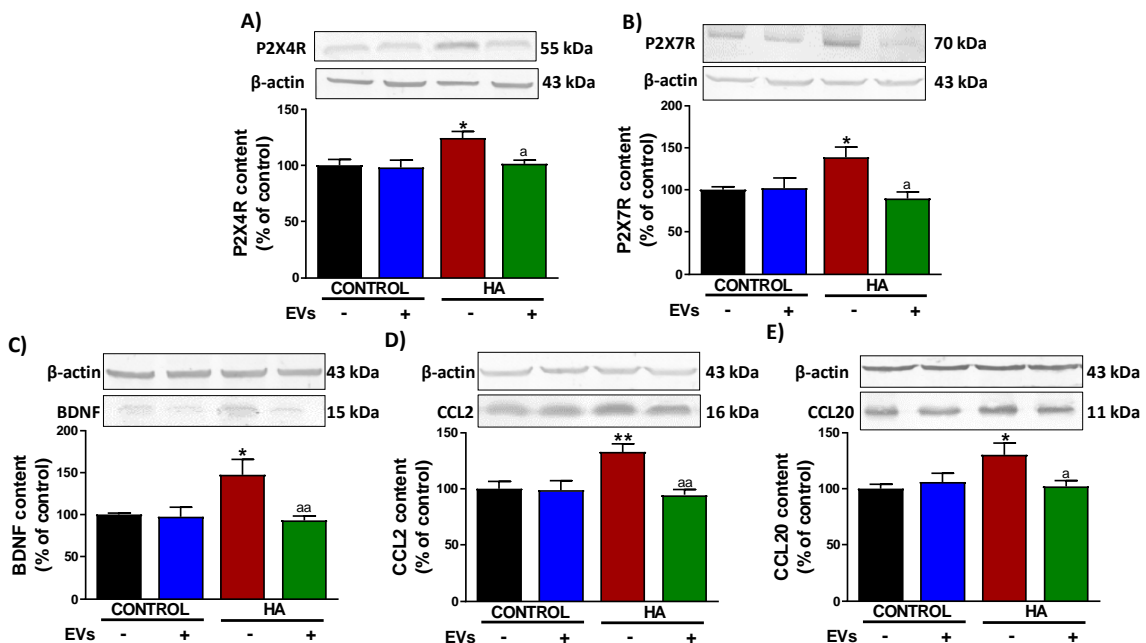 A)
P2X4R
55 kDa
β-actin
43 kDa
P2X4R content
(% of control)
150
100
50
0
*
a
CONTROL
HA
EVs - + - +
B)
P2X7R
70 kDa
β-actin
43 kDa
P2X7R content
(% of control)
200
150
100
50
0
*
a
CONTROL
HA
EVs - + - +
C)
β-actin
43 kDa
BDNF
15 kDa
BDNF content
(% of control)
200
150
100
50
0
*
aa
CONTROL
HA
EVs - + - +
D)
β-actin
43 kDa
CCL2
16 kDa
CCL2 content
(% of control)
150
100
50
0
**
aa
CONTROL
HA
EVs - + - +
E)
β-actin
43 kDa
CCL20
11 kDa
CCL20 content
(% of control)
150
100
50
0
*
a
CONTROL
HA
EVs - + - +